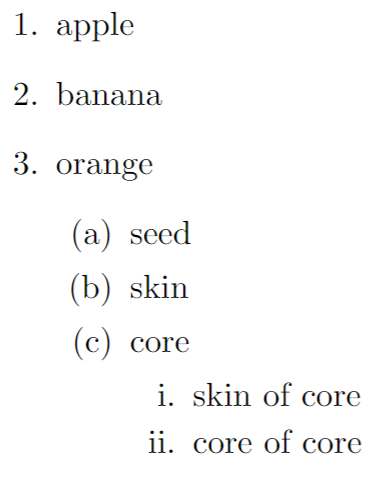 1. apple
2. banana
3. orange
(a) seed
(b) skin
(c) core
i. skin of core
ii. core of core